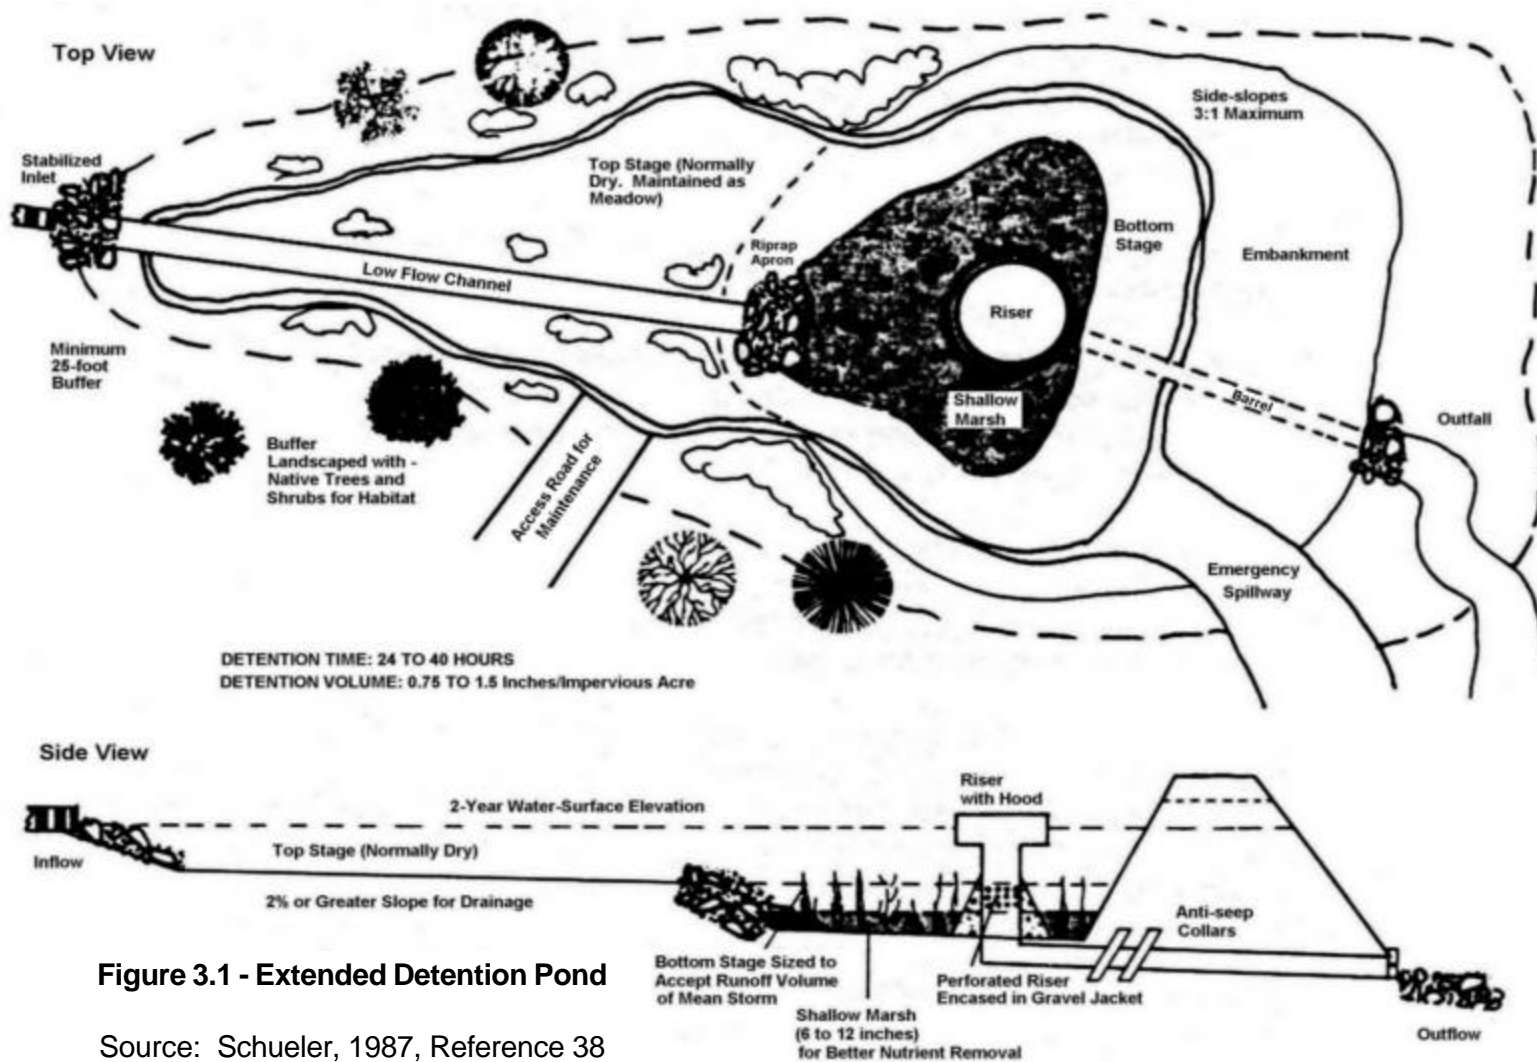 Top View
Stabilized
Inlet
Top Stage (Normally
Dry. Maintained as
Meadow)
Side-slopes
3:1 Maximum
Riprap
Apron
Bottom
Stage
Embankment
Low Flow Channel
Riser
Minimum
25-foot
Buffer
Shallow
Marsh
Barrel
Outfall
Buffer
Landscaped with -
Native Trees and
Shrubs for Habitat
Access Road for
Maintenance
Emergency
Spillway
DETENTION TIME: 24 TO 40 HOURS
DETENTION VOLUME: 0.75 TO 1.5 Inches/Impervious Acre
Side View
2-Year Water-Surface Elevation
Riser
with Hood
Inflow
Top Stage (Normally Dry)
2% or Greater Slope for Drainage
Anti-seep
Collars
Bottom Stage Sized to
Accept Runoff Volume
of Mean Storm
Perforated Riser
Encased in Gravel Jacket
Shallow Marsh
(6 to 12 inches)
for Better Nutrient Removal
Outflow
Figure 3.1 - Extended Detention Pond
Source: Schueler, 1987, Reference 38